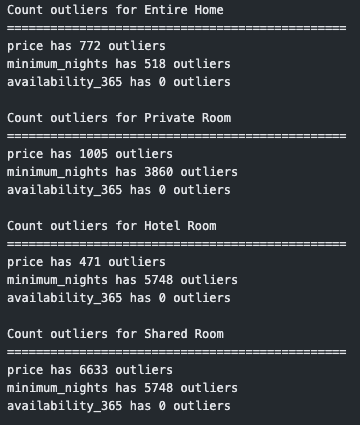 Count outliers for Entire Home
===============================================
price has 772 outliers
minimum_nights has 518 outliers
availability_365 has 0 outliers
Count outliers for Private Room
===============================================
price has 1005 outliers
minimum_nights has 3860 outliers
availability_365 has 0 outliers
Count outliers for Hotel Room
===============================================
price has 471 outliers
minimum_nights has 5748 outliers
availability_365 has 0 outliers
Count outliers for Shared Room
===============================================
price has 6633 outliers
minimum_nights has 5748 outliers
availability_365 has 0 outliers